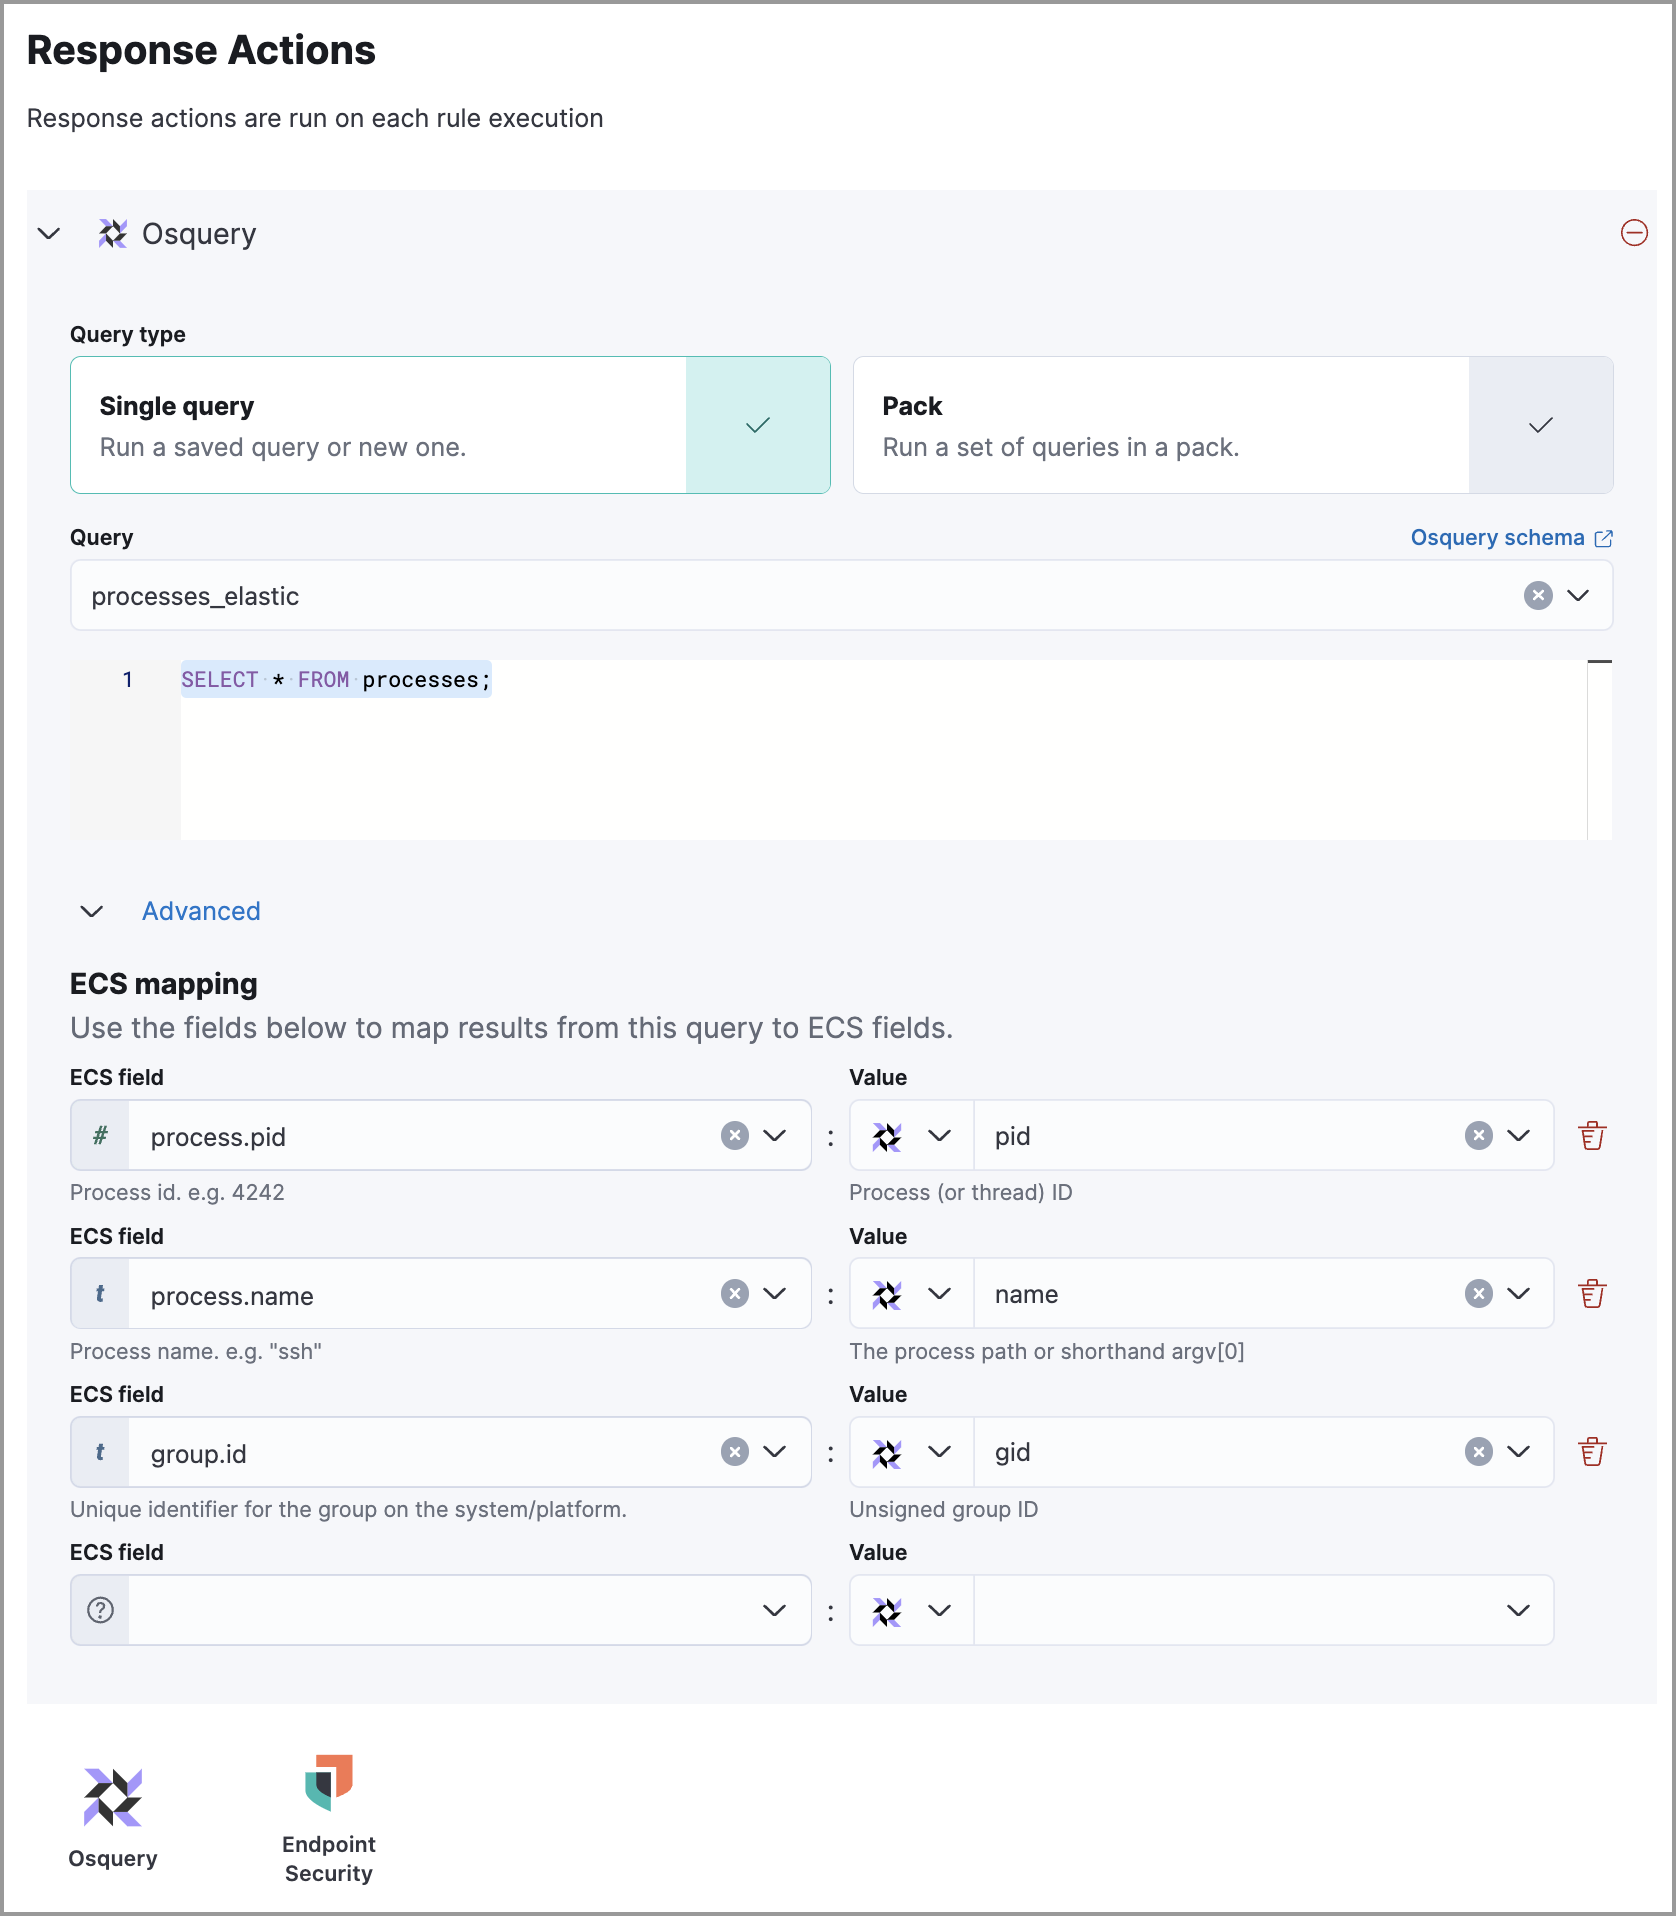 Response Actions
Response actions are run on each rule execution
Osquery
Query type
Single query
Run a saved query or new one.
Pack
Run a set of queries in a pack.
Query
Osquery schema
processes_elastic
1 SELECT * FROM processes;
Advanced
ECS mapping
Use the fields below to map results from this query to ECS fields.
ECS field
Value
# process.pid : pid
Process id. e.g. 4242
Process (or thread) ID
ECS field
Value
t process.name : name
Process name. e.g. "ssh"
The process path or shorthand argv[0]
ECS field
Value
t group.id : gid
Unique identifier for the group on the system/platform.
Unsigned group ID
ECS field
Value
:
Osquery
Endpoint
Security